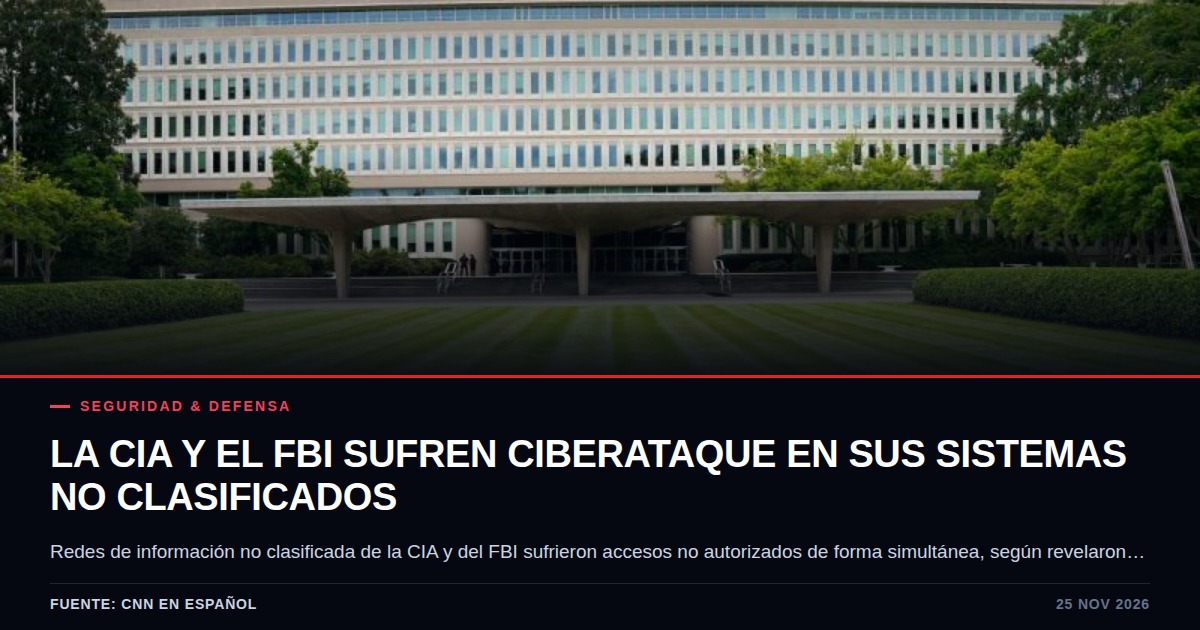 SEGURIDAD & DEFENSA
LA CIA Y EL FBI SUFREN CIBERATAQUE EN SUS SISTEMAS
NO CLASIFICADOS
Redes de información no clasificada de la CIA y del FBI sufrieron accesos no autorizados de forma simultánea, según revelaron…
FUENTE: CNN EN ESPAÑOL
25 NOV 2026